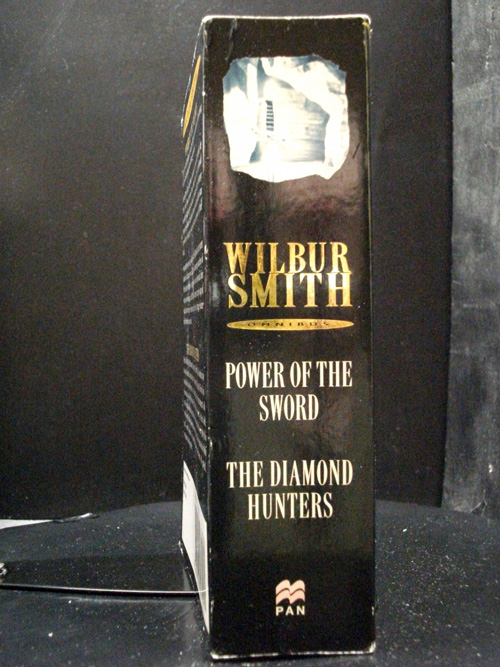 WILBUR
SMITH
OMNIBUS
POWER OF THE
SWORD
THE DIAMOND
HUNTERS
PAN